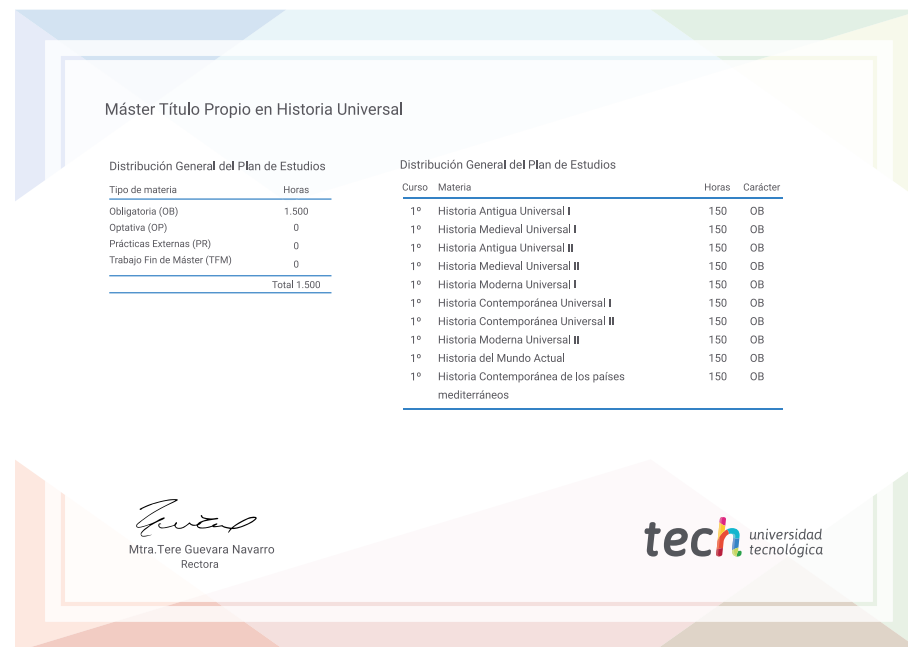 Máster Título Propio en Historia Universal
Distribución General del Plan de Estudios
Tipo de materia Horas
Obligatoria (OB) 1.500
Optativa (OP) 0
Prácticas Externas (PR) 0
Trabajo Fin de Máster (TFM) 0
Total 1.500
Distribución General del Plan de Estudios
Curso Materia Horas Carácter
1º Historia Antigua Universal I 150 OB
1º Historia Medieval Universal I 150 OB
1º Historia Antigua Universal II 150 OB
1º Historia Medieval Universal II 150 OB
1º Historia Moderna Universal I 150 OB
1º Historia Contemporánea Universal I 150 OB
1º Historia Contemporánea Universal II 150 OB
1º Historia Moderna Universal II 150 OB
1º Historia del Mundo Actual 150 OB
1º Historia Contemporánea de los países 150 OB
mediterráneos
Mtra.Tere Guevara Navarro
Rectora
tech universidad
tecnológica